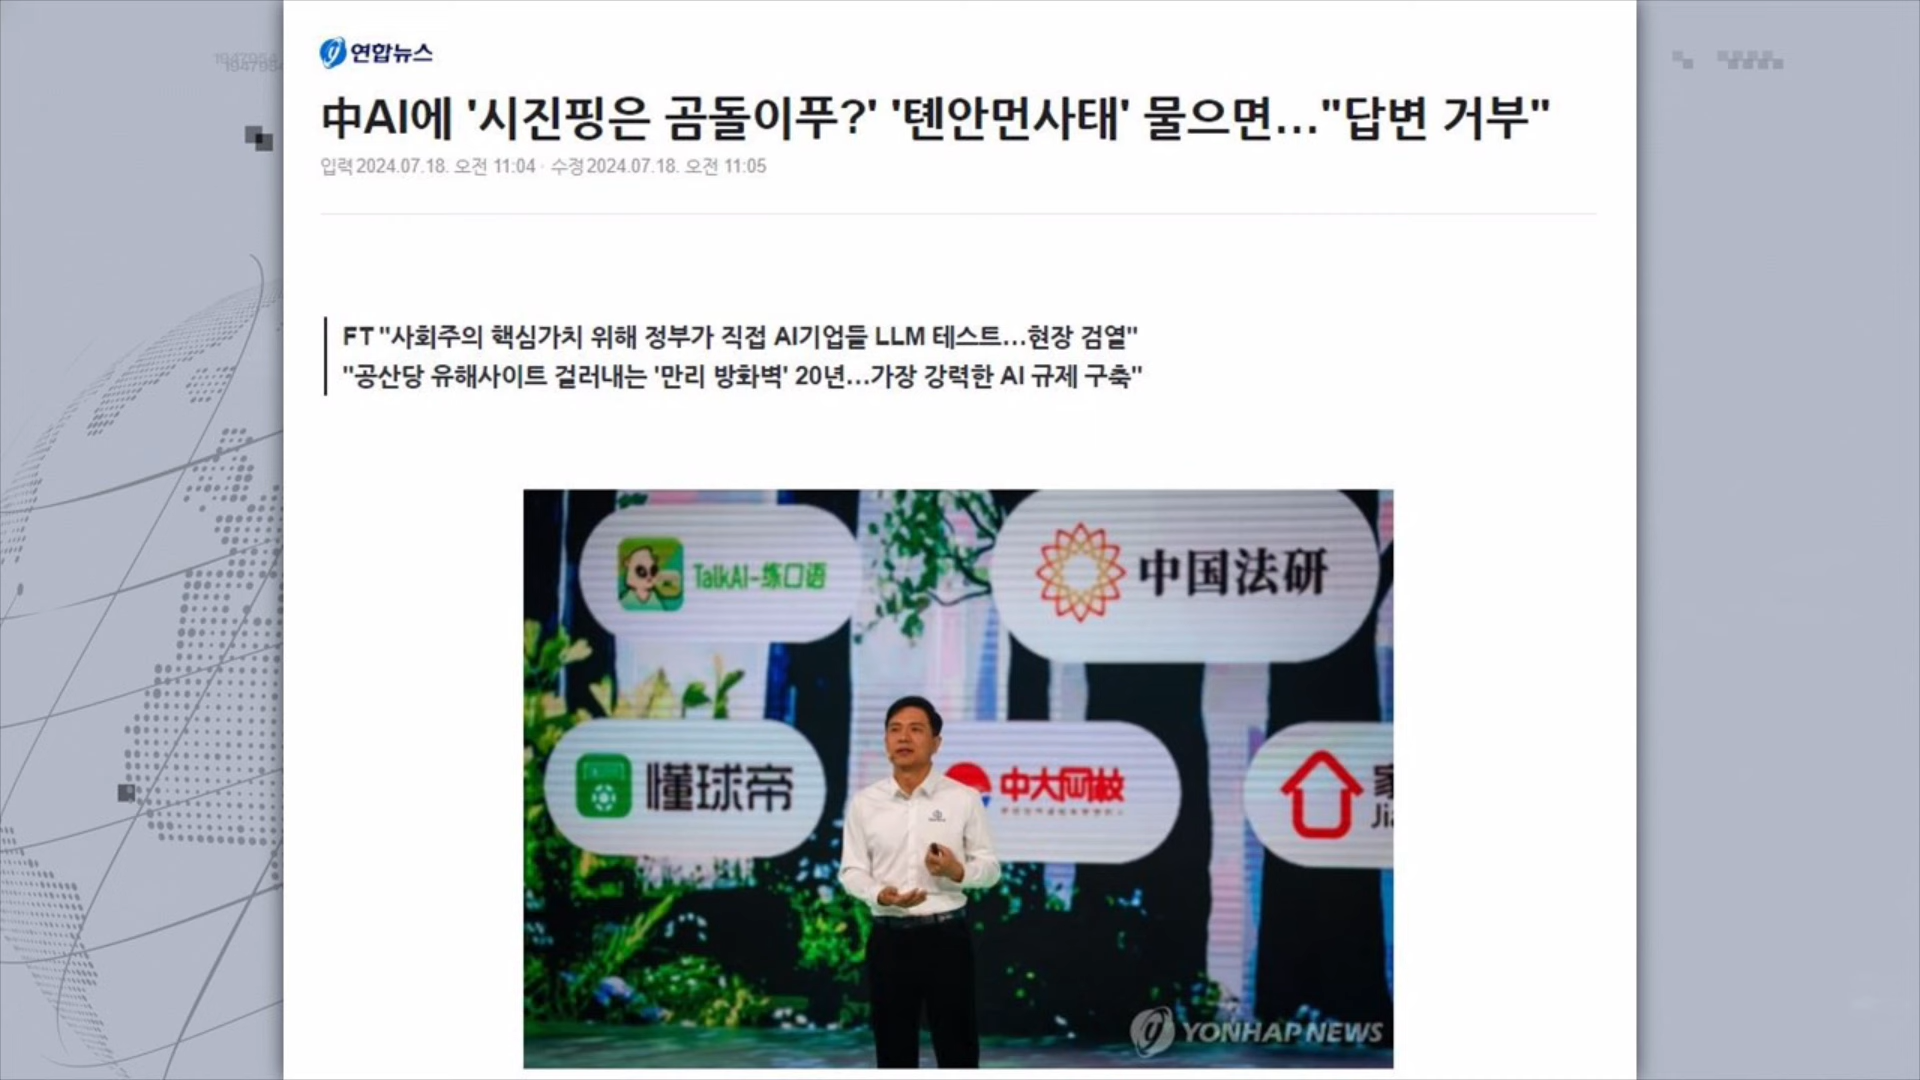 연합뉴스
中AI에 '시진핑은 곰돌이푸?' '톈안먼사태' 물으면..."답변 거부"
입력 2024.07.18. 오전 11:04 · 수정 2024.07.18. 오전 11:05
FT "사회주의 핵심가치 위해 정부가 직접 AI기업들 LLM 테스트...현장 검열"
"공산당 유해사이트 걸러내는 '만리 방화벽' 20년...가장 강력한 AI 규제 구축"
TalkAI-练口语
中国法研
懂球帝
中大网校
家
Jia
YONHAP NEWS